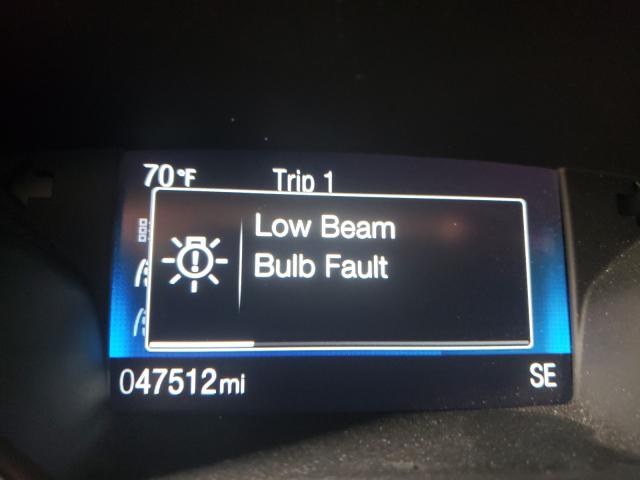 70°F Trip 1
Low Beam
Bulb Fault
047512mi SE